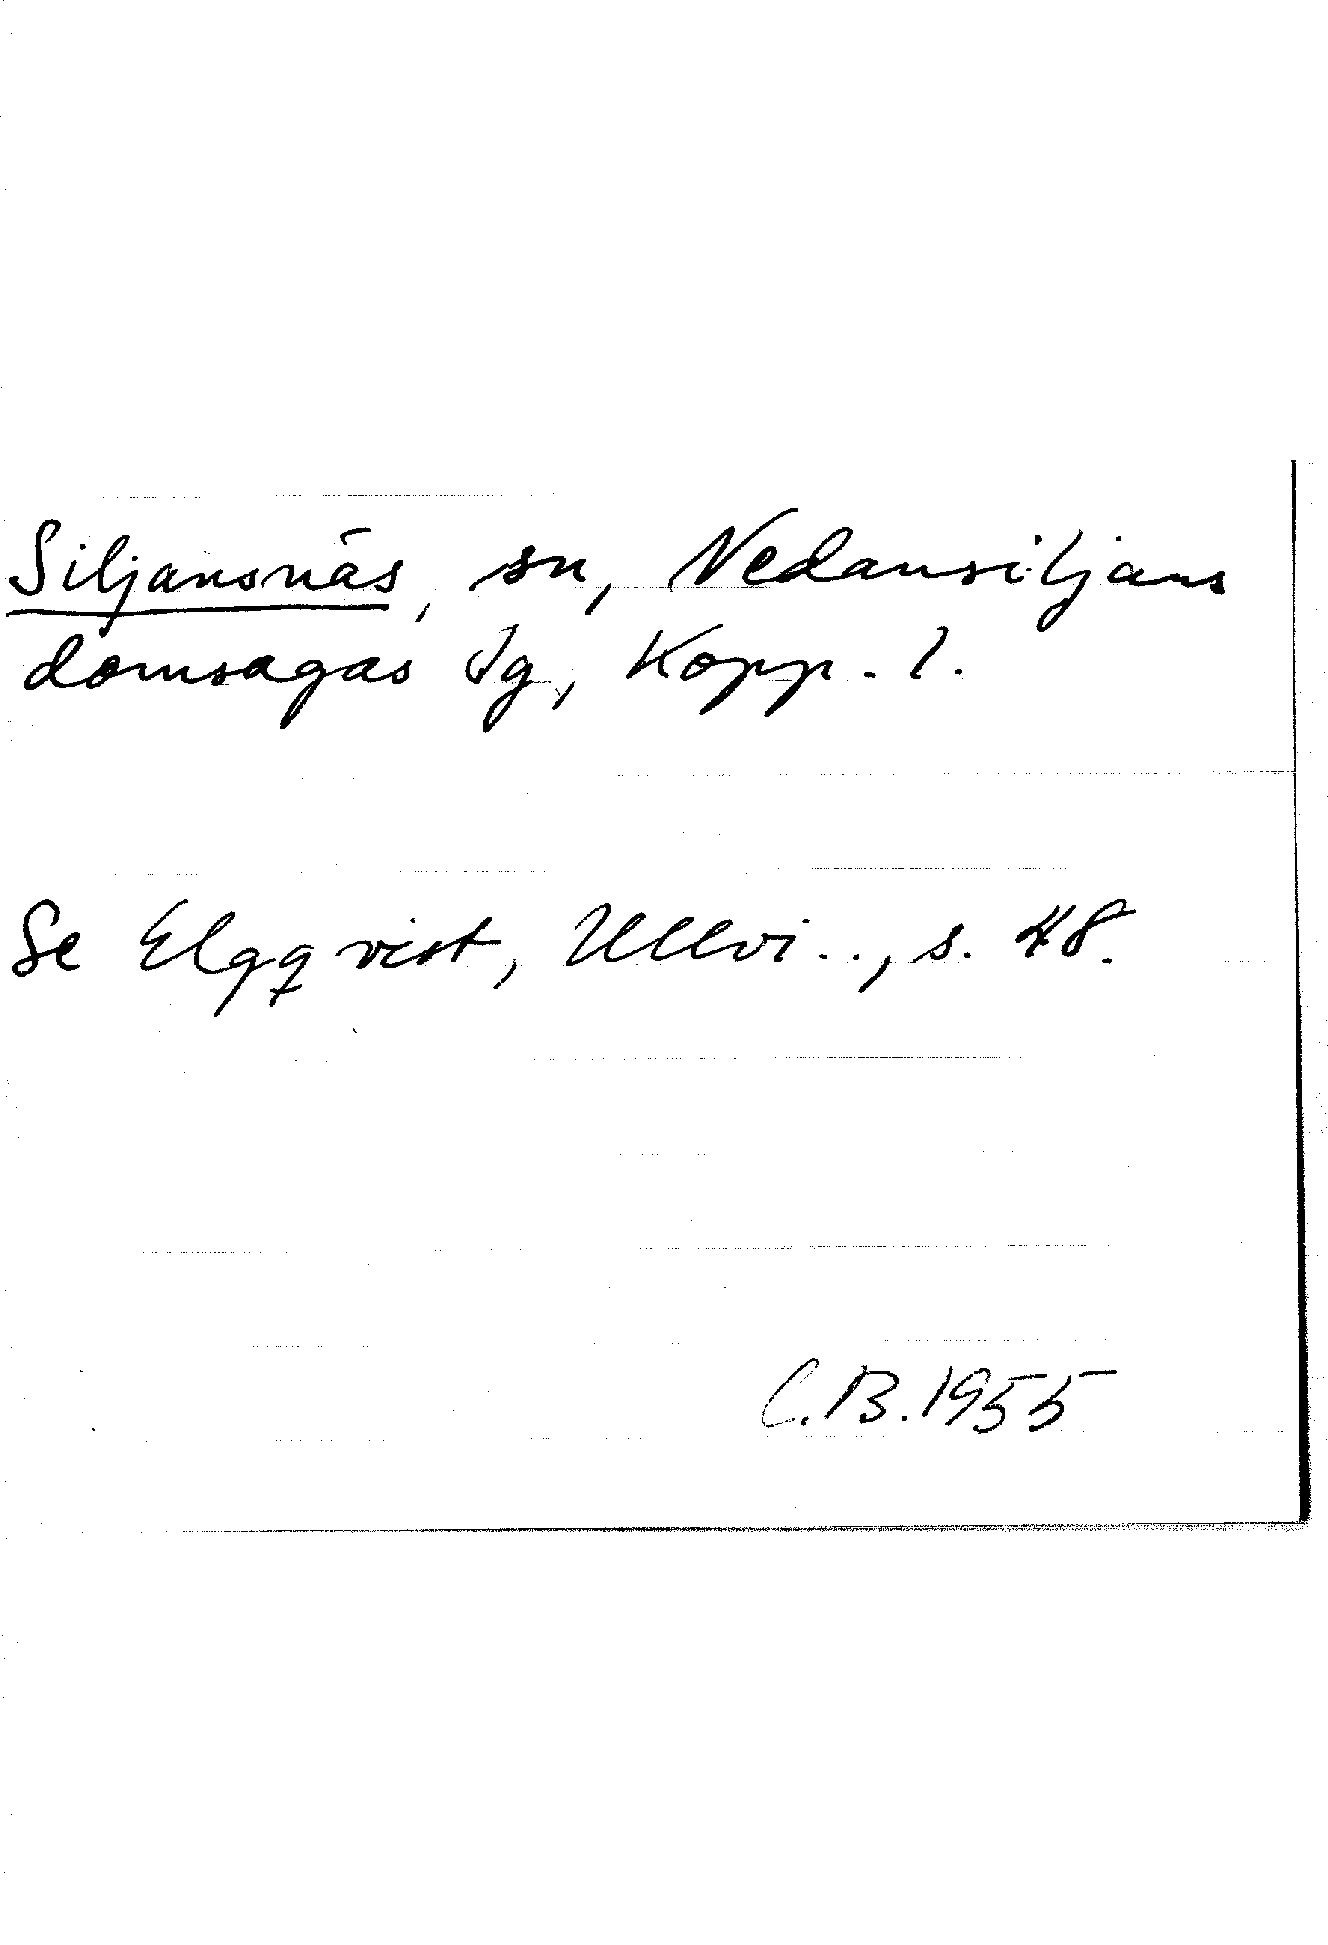 Siljansnäs, sn, Nedansiljans
domsagas tg, Kopp. l.
Se Elgqvist, Ullvi.., s. 48.
C.B. 1955